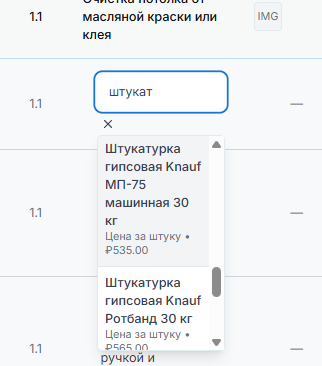 Очистка потолка от
1.1
масляной краски или
IMG
клея
1.1
штукат
—
Штукатурка
гипсовая Knauf
МП-75
машинная 30
кг
Цена за штуку •
₽535.00
1.1
—
Штукатурка
гипсовая Knauf
Ротбанд 30 кг
Цена за штуку •
₽565.00
1.1
—
ручкой и